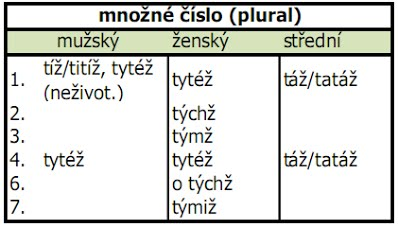 množné číslo (plural)
mužský ženský střední
1. tíž/titíž, tytéž (neživot.) tytéž táž/tatáž
2. týchž
3. týmž
4. tytéž tytéž táž/tatáž
6. o týchž
7. týmiž